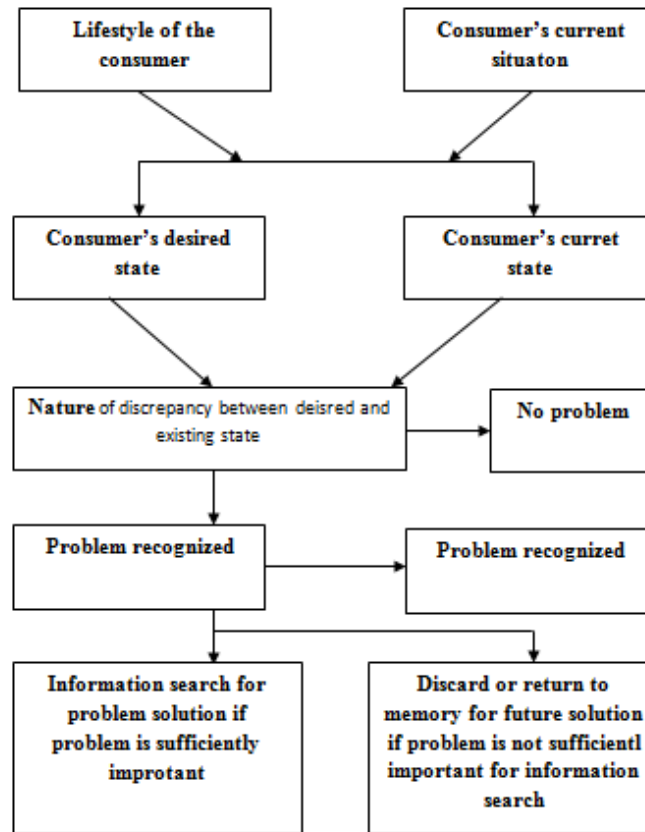 Lifestyle of the
consumer
Consumer's current
situaton
Consumer's desired
state
Consumer's curret
state
Nature of discrepancy between deisred and
existing state
No problem
Problem recognized
Problem recognized
Information search for
problem solution if
problem is sufficiently
improtant
Discard or return to
memory for future solution
if problem is not sufficientl
important for information
search